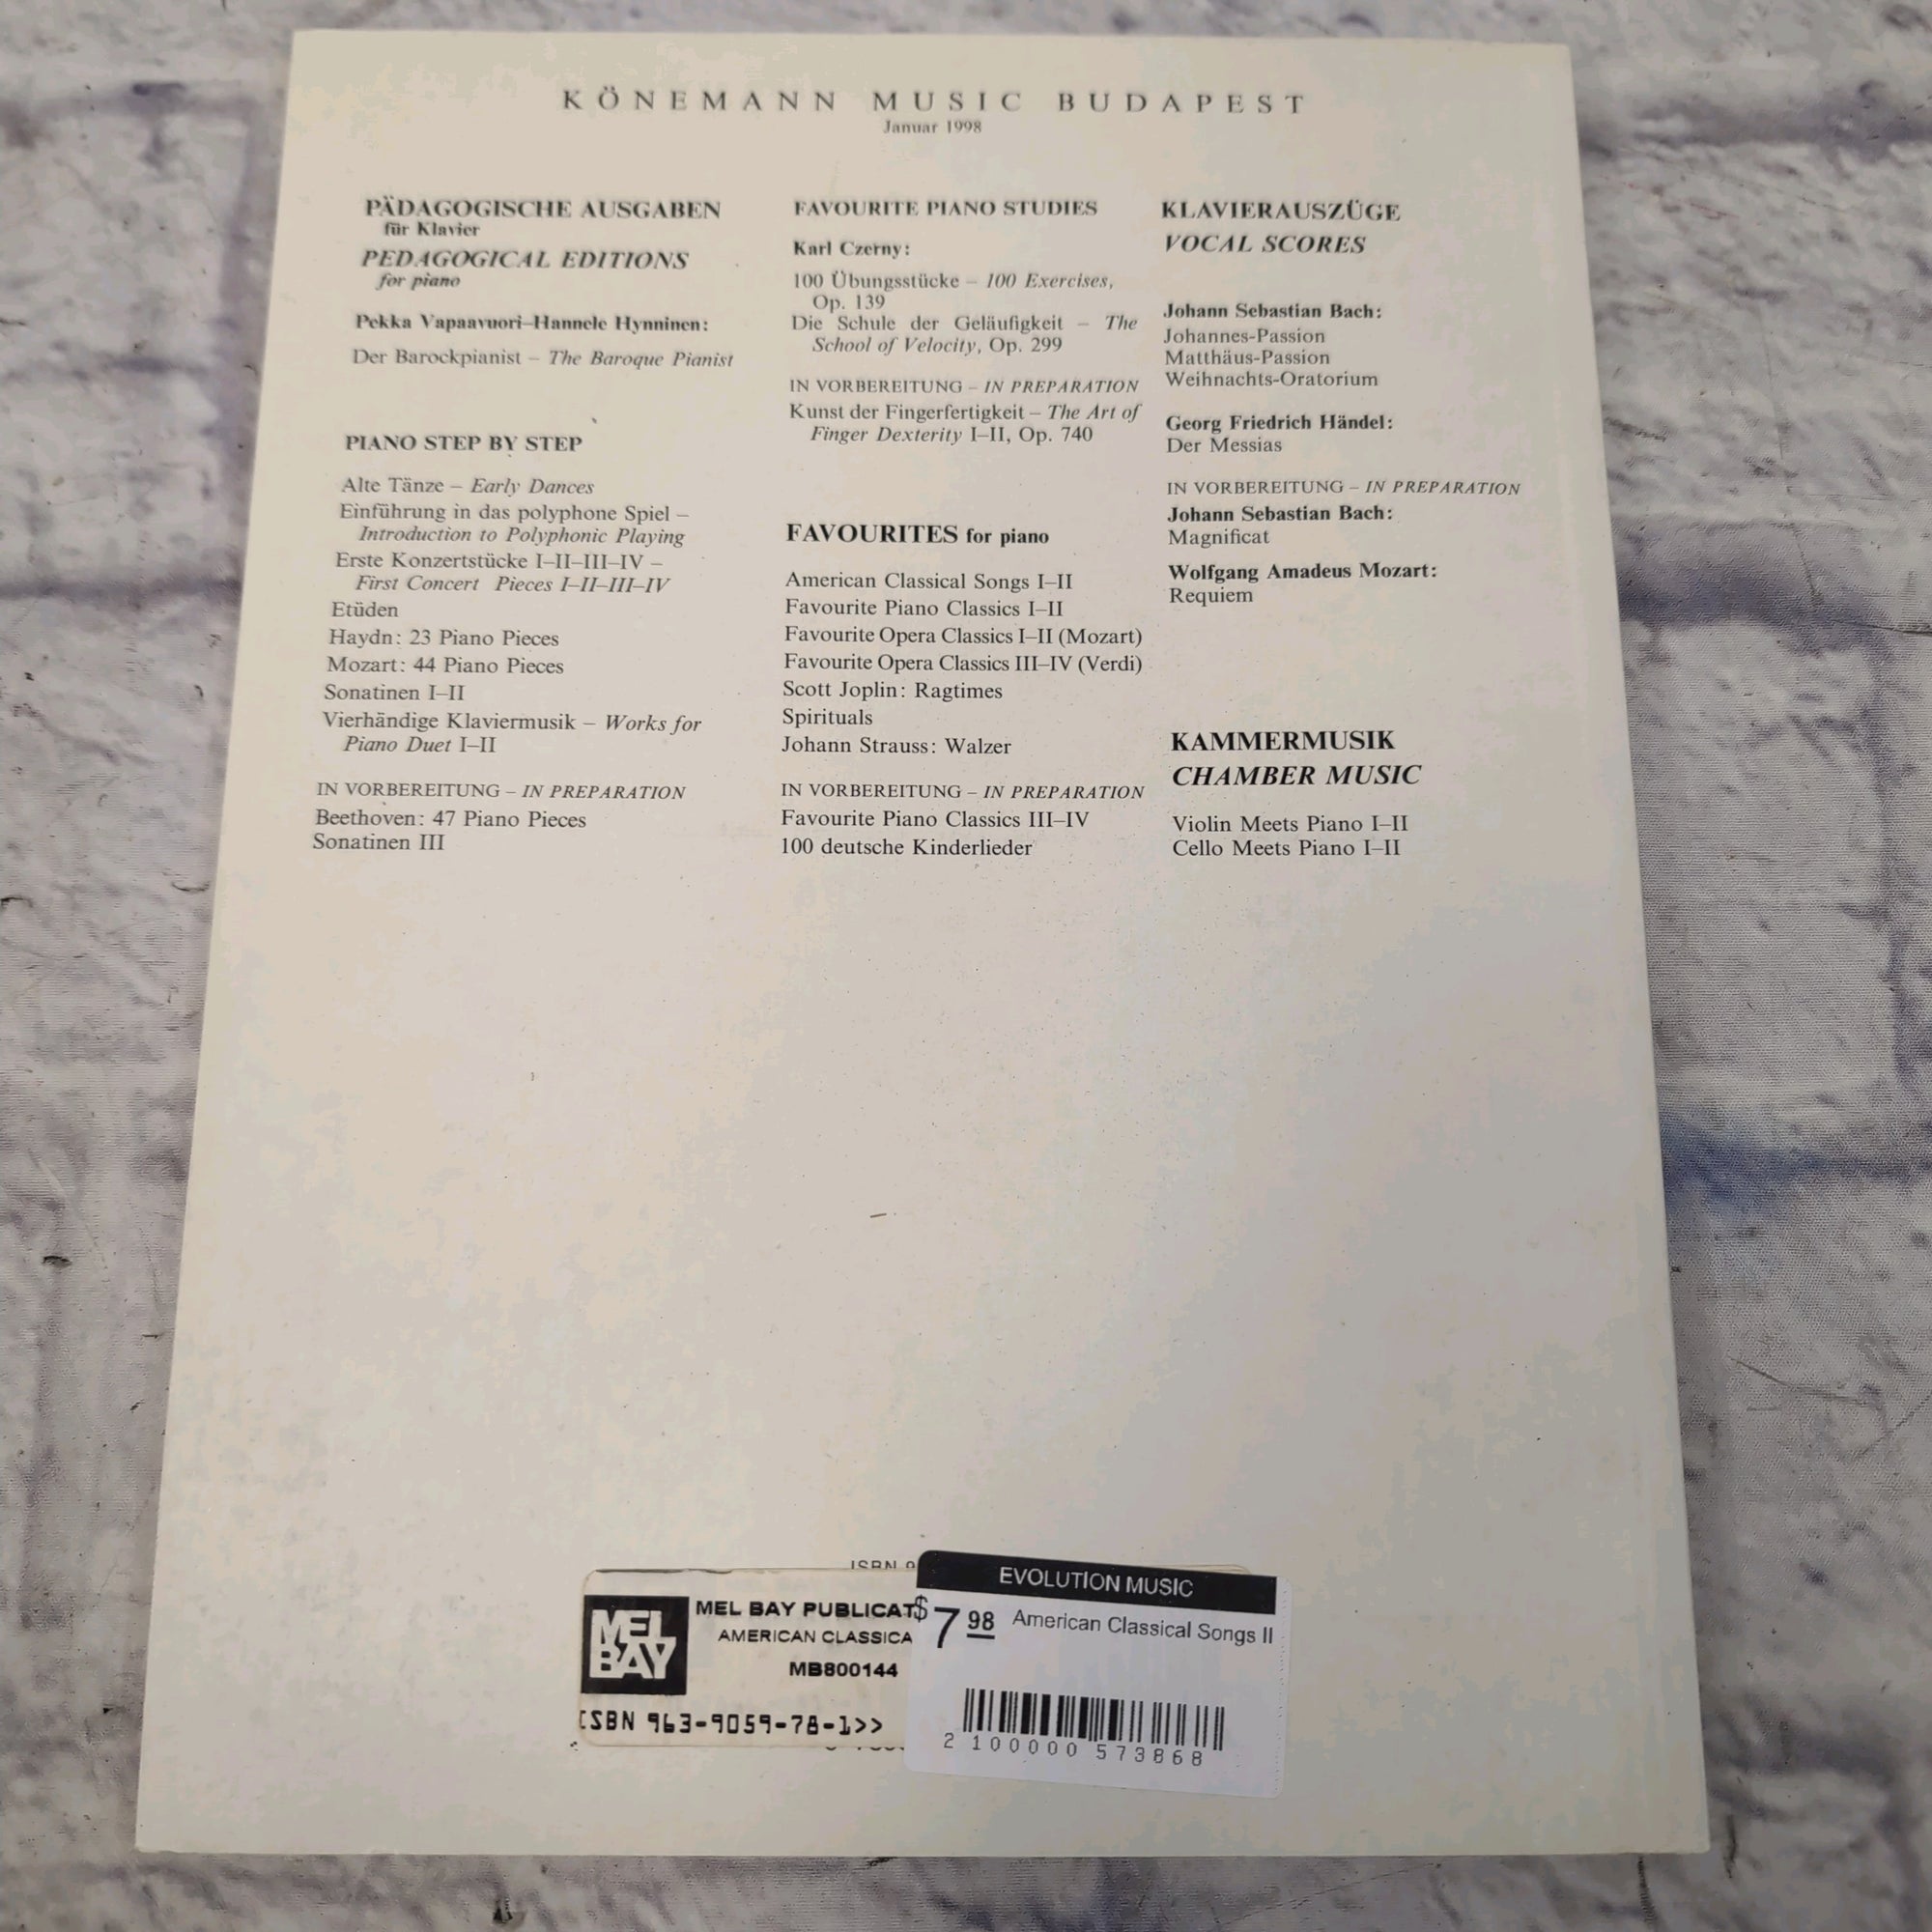 KÖNEMANN MUSIC BUDAPEST
Januar 1998
PÄDAGOGISCHE AUSGABEN
für Klavier
PEDAGOGICAL EDITIONS
for piano
Pekka Vapaavuori–Hannele Hynninen:
Der Barockpianist – The Baroque Pianist
PIANO STEP BY STEP
Alte Tänze – Early Dances
Einführung in das polyphone Spiel –
Introduction to Polyphonic Playing
Erste Konzertstücke I–II–III–IV –
First Concert Pieces I–II–III–IV
Etüden
Haydn: 23 Piano Pieces
Mozart: 44 Piano Pieces
Sonatinen I–II
Vierhändige Klaviermusik – Works for
Piano Duet I–II
IN VORBEREITUNG – IN PREPARATION
Beethoven: 47 Piano Pieces
Sonatinen III
FAVOURITE PIANO STUDIES
Karl Czerny:
100 Übungsstücke – 100 Exercises,
Op. 139
Die Schule der Geläufigkeit – The
School of Velocity, Op. 299
IN VORBEREITUNG – IN PREPARATION
Kunst der Fingerfertigkeit – The Art of
Finger Dexterity I–II, Op. 740
FAVOURITES for piano
American Classical Songs I–II
Favourite Piano Classics I–II
Favourite Opera Classics I–II (Mozart)
Favourite Opera Classics III–IV (Verdi)
Scott Joplin: Ragtimes
Spirituals
Johann Strauss: Walzer
IN VORBEREITUNG – IN PREPARATION
Favourite Piano Classics III–IV
100 deutsche Kinderlieder
KLAVIERAUSZÜGE
VOCAL SCORES
Johann Sebastian Bach:
Johannes-Passion
Matthäus-Passion
Weihnachts-Oratorium
Georg Friedrich Händel:
Der Messias
IN VORBEREITUNG – IN PREPARATION
Johann Sebastian Bach:
Magnificat
Wolfgang Amadeus Mozart:
Requiem
KAMMERMUSIK
CHAMBER MUSIC
Violin Meets Piano I–II
Cello Meets Piano I–II
ISBN 9
MEL
BAY
MEL BAY PUBLICAT
AMERICAN CLASSICA
MB800144
ISBN 963-9059-78-1>>
EVOLUTION MUSIC
$7 98 American Classical Songs II
2 100000 573868